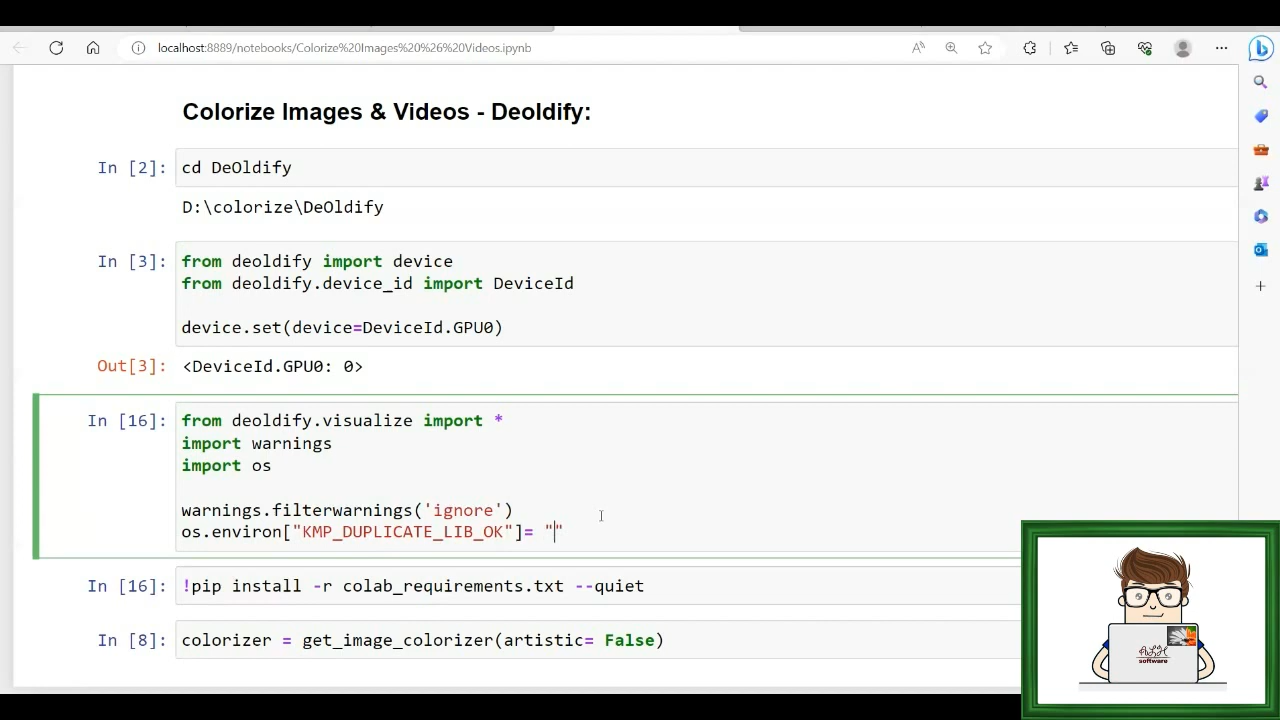 localhost:8889/notebooks/Colorize%20Images%20%26%20Videos.ipynb
Colorize Images & Videos - Deoldify:
In [2]: cd DeOldify
D:\colorize\DeOldify
In [3]: from deoldify import device
from deoldify.device_id import DeviceId
device.set(device=DeviceId.GPU0)
Out[3]: <DeviceId.GPU0: 0>
In [16]: from deoldify.visualize import *
import warnings
import os
warnings.filterwarnings('ignore')
os.environ["KMP_DUPLICATE_LIB_OK"]= ""
In [16]: !pip install -r colab_requirements.txt --quiet
In [8]: colorizer = get_image_colorizer(artistic= False)
software